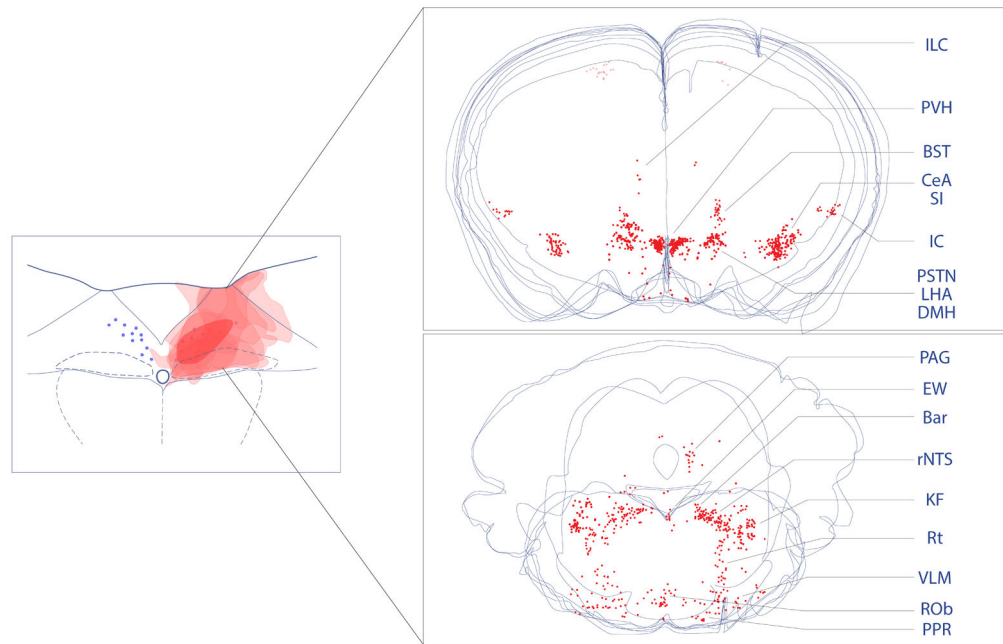 ILC
PVH
BST
CeA
SI
IC
PSTN
LHA
DMH
PAG
EW
Bar
rNTS
KF
Rt
VLM
ROb
PPR